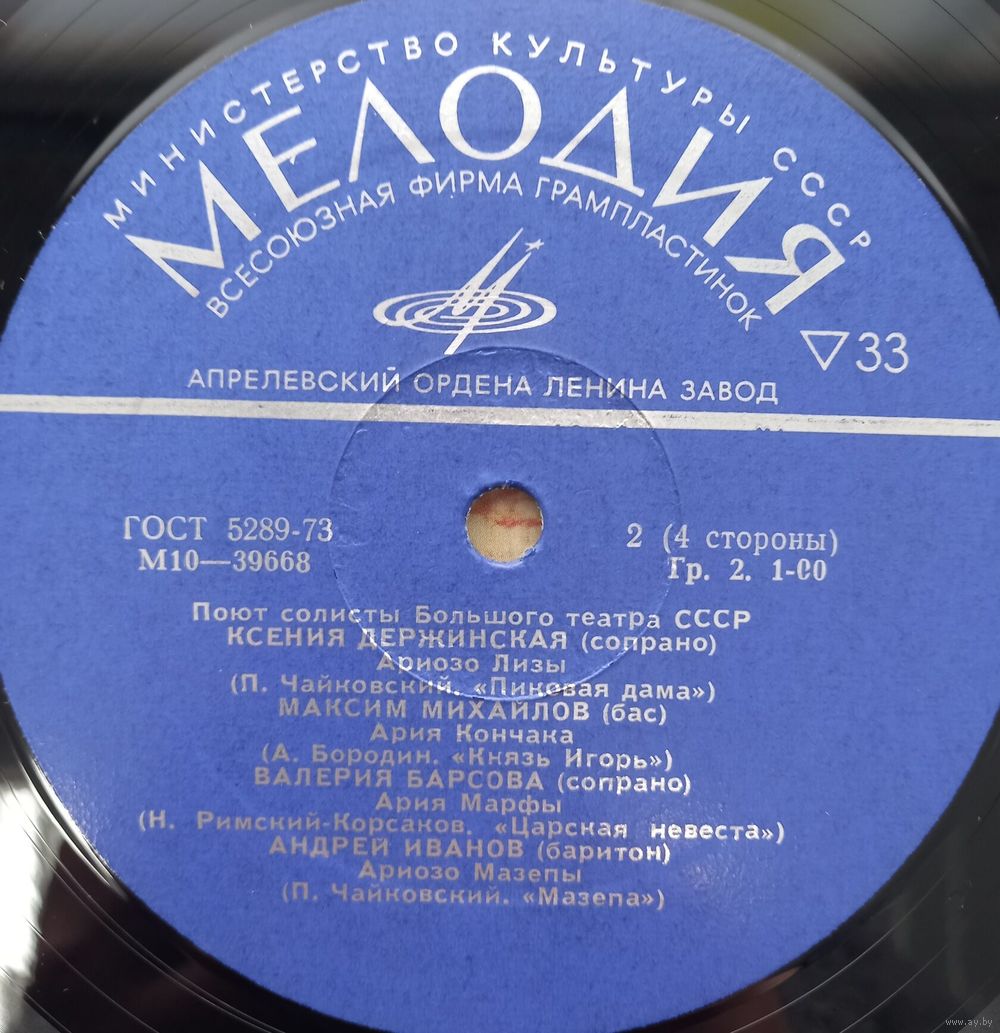 МИНИСТЕРСТВО КУЛЬТУРЫ СССР
МЕЛОДИЯ
ВСЕСОЮЗНАЯ ФИРМА ГРАМПЛАСТИНОК
33
АПРЕЛЕВСКИЙ ОРДЕНА ЛЕНИНА ЗАВОД
ГОСТ 5289-73
М10—39668
2 (4 стороны)
Гр. 2. 1-00
Поют солисты Большого театра СССР
КСЕНИЯ ДЕРЖИНСКАЯ (сопрано)
Ариозо Лизы
(П. Чайковский. «Пиковая дама»)
МАКСИМ МИХАЙЛОВ (бас)
Ария Кончака
(А. Бородин. «Князь Игорь»)
ВАЛЕРИЯ БАРСОВА (сопрано)
Ария Марфы
(Н. Римский-Корсаков. «Царская невеста»)
АНДРЕЙ ИВАНОВ (баритон)
Ариозо Мазепы
(П. Чайковский. «Мазепа»)
www.ay.by